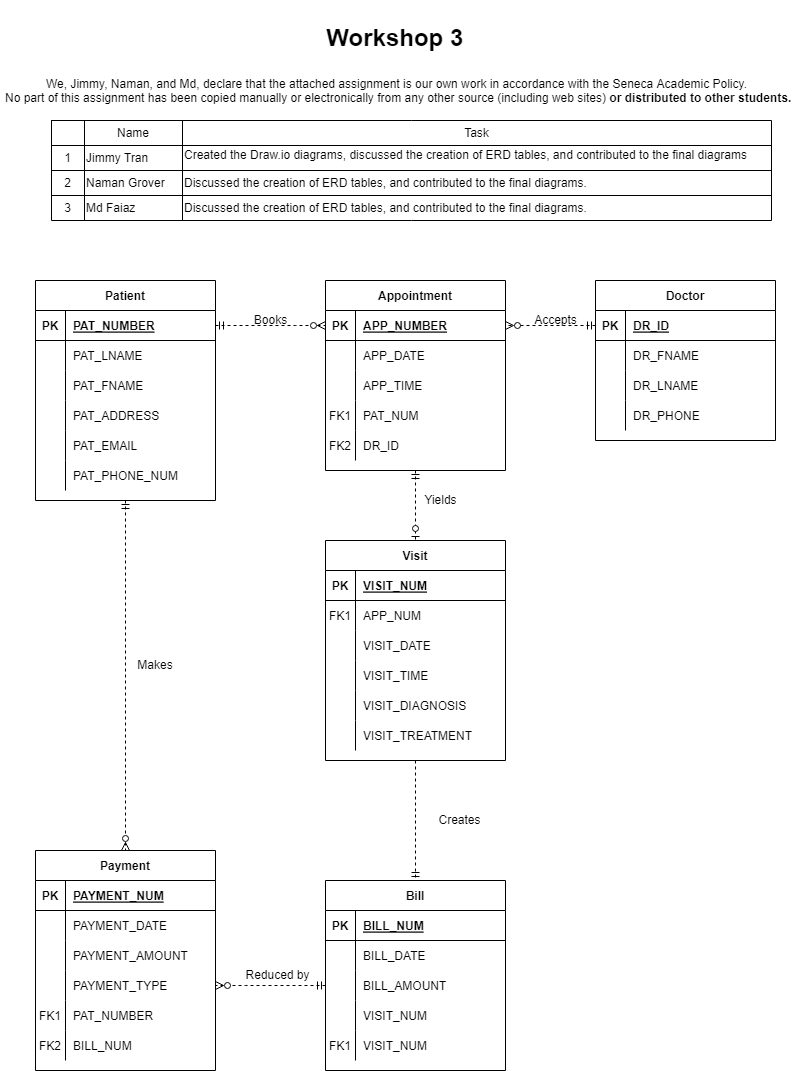 Workshop 3
We, Jimmy, Naman, and Md, declare that the attached assignment is our own work in accordance with the Seneca Academic Policy.
No part of this assignment has been copied manually or electronically from any other source (including web sites) or distributed to other students.
Name Task
1 Jimmy Tran Created the Draw.io diagrams, discussed the creation of ERD tables, and contributed to the final diagrams
2 Naman Grover Discussed the creation of ERD tables, and contributed to the final diagrams.
3 Md Faiaz Discussed the creation of ERD tables, and contributed to the final diagrams.
Patient
PK PAT_NUMBER
PAT_LNAME
PAT_FNAME
PAT_ADDRESS
PAT_EMAIL
PAT_PHONE_NUM
Books
Appointment
PK APP_NUMBER
APP_DATE
APP_TIME
FK1 PAT_NUM
FK2 DR_ID
Accepts
Doctor
PK DR_ID
DR_FNAME
DR_LNAME
DR_PHONE
Yields
Visit
PK VISIT_NUM
FK1 APP_NUM
VISIT_DATE
VISIT_TIME
VISIT_DIAGNOSIS
VISIT_TREATMENT
Makes
Creates
Payment
PK PAYMENT_NUM
PAYMENT_DATE
PAYMENT_AMOUNT
PAYMENT_TYPE
FK1 PAT_NUMBER
FK2 BILL_NUM
Reduced by
Bill
PK BILL_NUM
BILL_DATE
BILL_AMOUNT
VISIT_NUM
FK1 VISIT_NUM